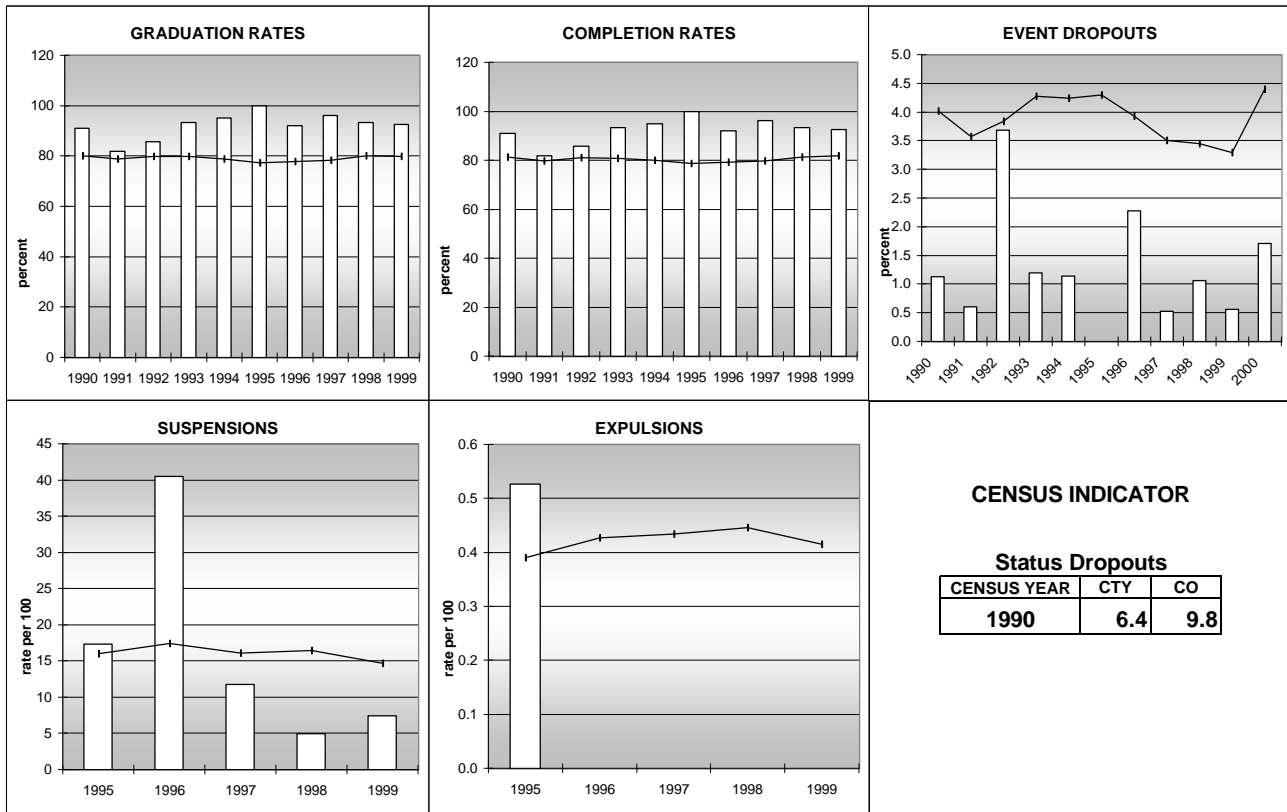 GRADUATION RATES
120
100
80
60
40
20
0
percent
1990 1991 1992 1993 1994 1995 1996 1997 1998 1999
COMPLETION RATES
120
100
80
60
40
20
0
percent
1990 1991 1992 1993 1994 1995 1996 1997 1998 1999
EVENT DROPOUTS
5.0
4.5
4.0
3.5
3.0
2.5
2.0
1.5
1.0
0.5
0.0
percent
1990 1991 1992 1993 1994 1995 1996 1997 1998 1999 2000
SUSPENSIONS
45
40
35
30
25
20
15
10
5
0
rate per 100
1995 1996 1997 1998 1999
EXPULSIONS
0.6
0.5
0.4
0.3
0.2
0.1
0.0
rate per 100
1995 1996 1997 1998 1999
CENSUS INDICATOR
Status Dropouts
CENSUS YEAR CTY CO
1990 6.4 9.8